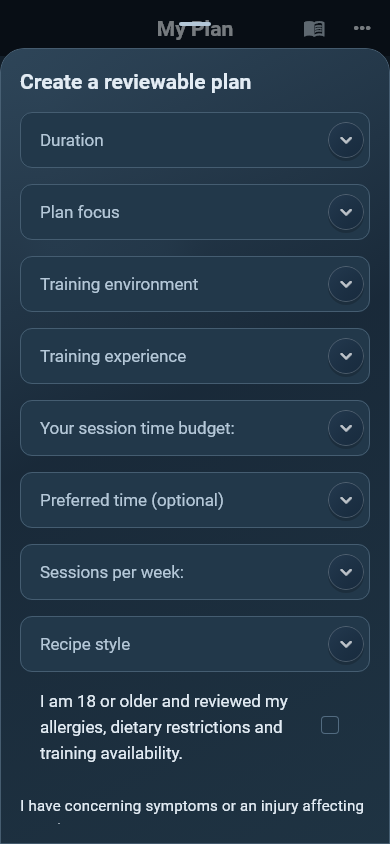 My Plan
Create a reviewable plan
Duration
Plan focus
Training environment
Training experience
Your session time budget:
Preferred time (optional)
Sessions per week:
Recipe style
I am 18 or older and reviewed my
allergies, dietary restrictions and
training availability.
I have concerning symptoms or an injury affecting